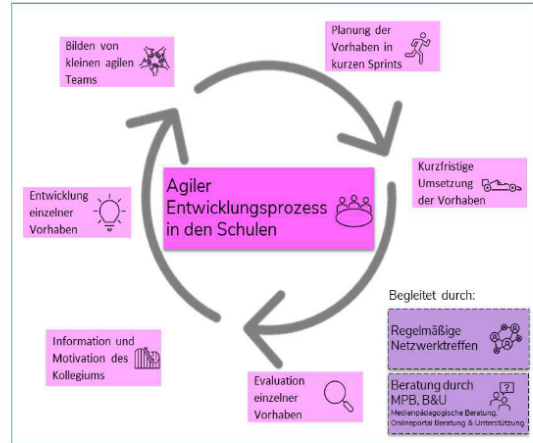 Bilden von
kleinen agilen
Teams
Planung der
Vorhaben in
kurzen Sprints
Kurzfristige
Umsetzung
der Vorhaben
Agiler
Entwicklungsprozess
in den Schulen
Entwicklung
einzelner
Vorhaben
Information und
Motivation des
Kollegiums
Evaluation
einzelner
Vorhaben
Begleitet durch:
Regelmäßige
Netzwerktreffen
Beratung durch
MPB, B&U
Medienpädagogische Beratung,
Onlineportal Beratung & Unterstützung